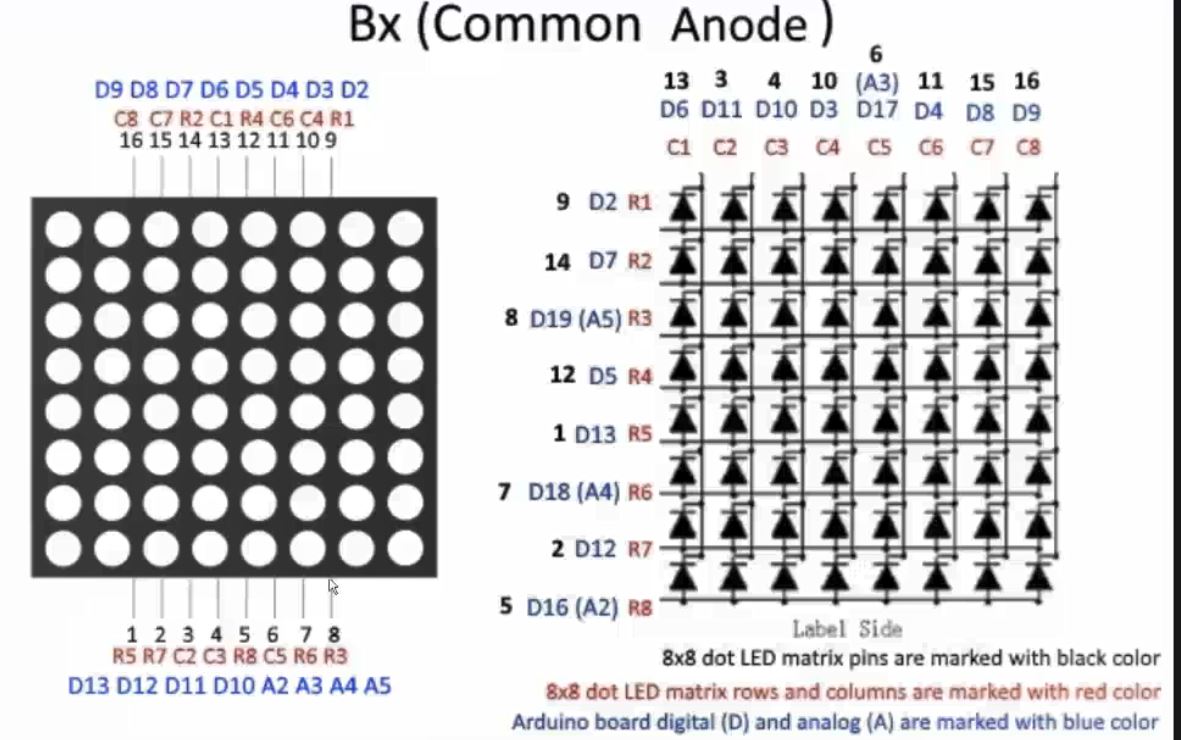 Bx (Common Anode )
D9 D8 D7 D6 D5 D4 D3 D2
C8 C7 R2 C1 R4 C6 C4 R1
16 15 14 13 12 11 10 9
1 2 3 4 5 6 7 8
R5 R7 C2 C3 R8 C5 R6 R3
D13 D12 D11 D10 A2 A3 A4 A5
13 3 4 10 6 11 15 16
(A3)
D6 D11 D10 D3 D17 D4 D8 D9
C1 C2 C3 C4 C5 C6 C7 C8
9 D2 R1
14 D7 R2
8 D19 (A5) R3
12 D5 R4
1 D13 R5
7 D18 (A4) R6
2 D12 R7
5 D16 (A2) R8
Label Side
8x8 dot LED matrix pins are marked with black color
8x8 dot LED matrix rows and columns are marked with red color
Arduino board digital (D) and analog (A) are marked with blue color